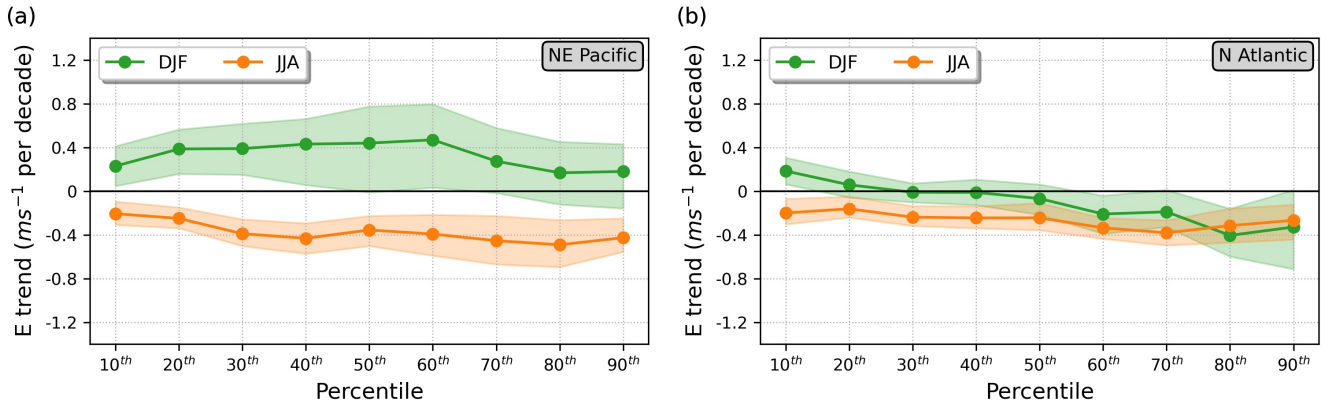 (a)
DJF JJA
NE Pacific
E trend (ms⁻¹ per decade)
1.2
0.8
0.4
0
-0.4
-0.8
-1.2
10ᵗʰ 20ᵗʰ 30ᵗʰ 40ᵗʰ 50ᵗʰ 60ᵗʰ 70ᵗʰ 80ᵗʰ 90ᵗʰ
Percentile
(b)
DJF JJA
N Atlantic
E trend (ms⁻¹ per decade)
1.2
0.8
0.4
0
-0.4
-0.8
-1.2
10ᵗʰ 20ᵗʰ 30ᵗʰ 40ᵗʰ 50ᵗʰ 60ᵗʰ 70ᵗʰ 80ᵗʰ 90ᵗʰ
Percentile